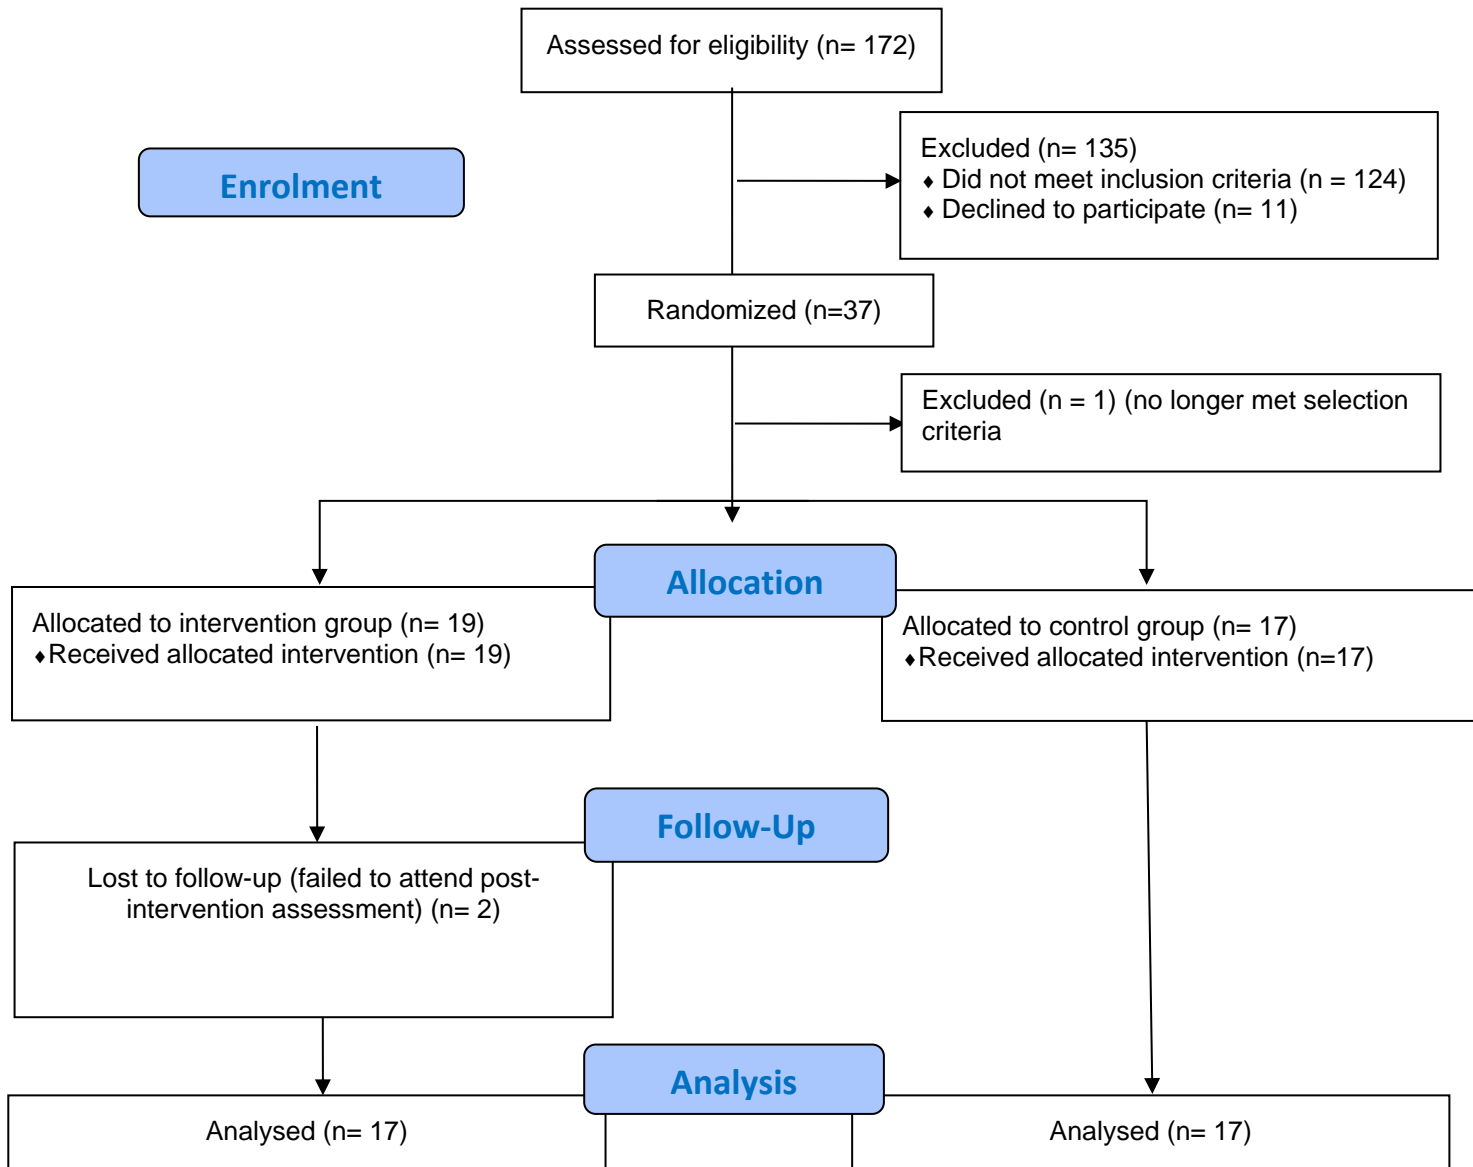 Assessed for eligibility (n= 172)
Excluded (n= 135)
♦ Did not meet inclusion criteria (n = 124)
♦ Declined to participate (n= 11)
Enrolment
Randomized (n=37)
Excluded (n = 1) (no longer met selection
criteria
Allocation
Allocated to intervention group (n= 19)
♦Received allocated intervention (n= 19)
Allocated to control group (n= 17)
♦Received allocated intervention (n=17)
Follow-Up
Lost to follow-up (failed to attend post-
intervention assessment) (n= 2)
Analysis
Analysed (n= 17)
Analysed (n= 17)